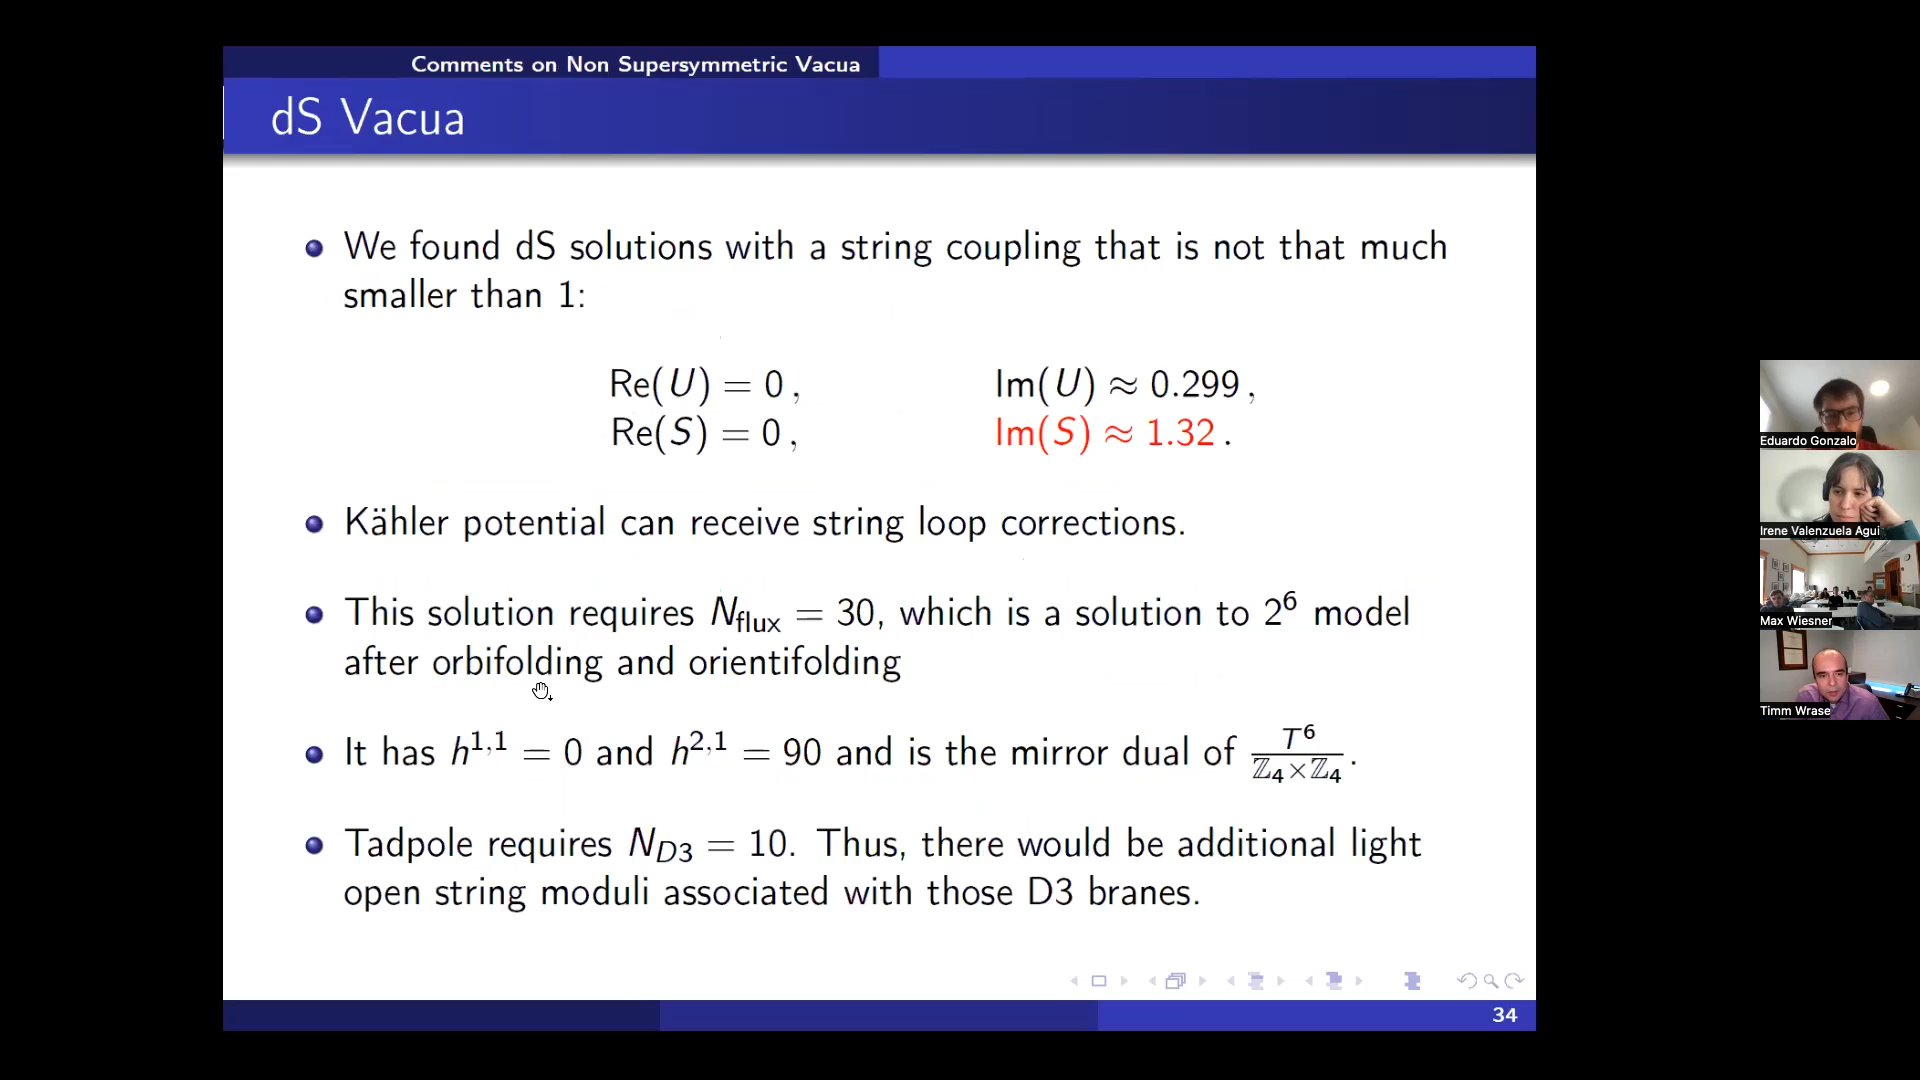 Comments on Non Supersymmetric Vacua
dS Vacua
We found dS solutions with a string coupling that is not that much
smaller than 1:
Re(U) = 0 , Im(U) ≈ 0.299 ,
Re(S) = 0 , Im(S) ≈ 1.32 .
Kähler potential can receive string loop corrections.
This solution requires N_flux = 30, which is a solution to 2^6 model
after orbifolding and orientifolding
It has h^{1,1} = 0 and h^{2,1} = 90 and is the mirror dual of T^6/(ℤ_4×ℤ_4) .
Tadpole requires N_{D3} = 10. Thus, there would be additional light
open string moduli associated with those D3 branes.
34
Eduardo Gonzalo
Irene Valenzuela Agui
Max Wiesner
Timm Wrase